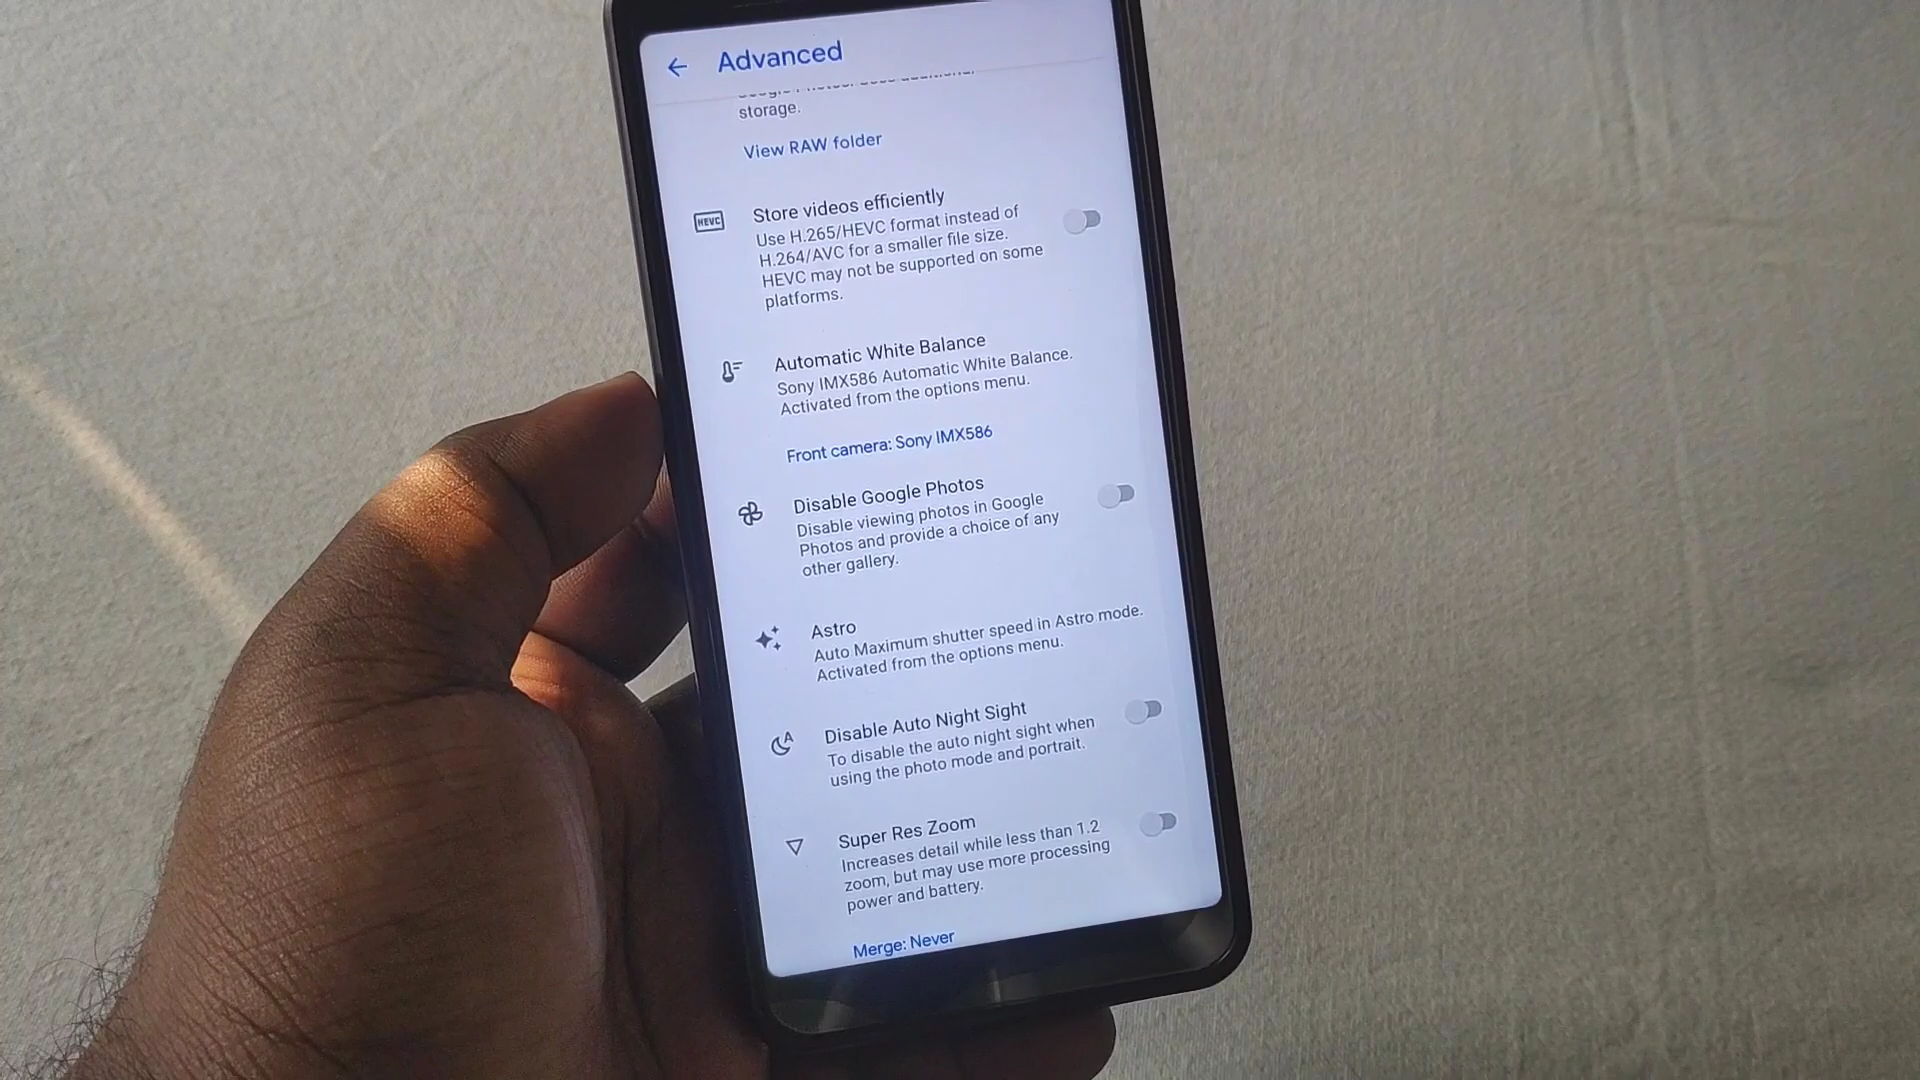 Advanced
storage.
View RAW folder
HEVC
Store videos efficiently
Use H.265/HEVC format instead of
H.264/AVC for a smaller file size.
HEVC may not be supported on some
platforms.
Automatic White Balance
Sony IMX586 Automatic White Balance.
Activated from the options menu.
Front camera: Sony IMX586
Disable Google Photos
Disable viewing photos in Google
Photos and provide a choice of any
other gallery.
Astro
Auto Maximum shutter speed in Astro mode.
Activated from the options menu.
A
Disable Auto Night Sight
To disable the auto night sight when
using the photo mode and portrait.
Super Res Zoom
Increases detail while less than 1.2
zoom, but may use more processing
power and battery.
Merge: Never